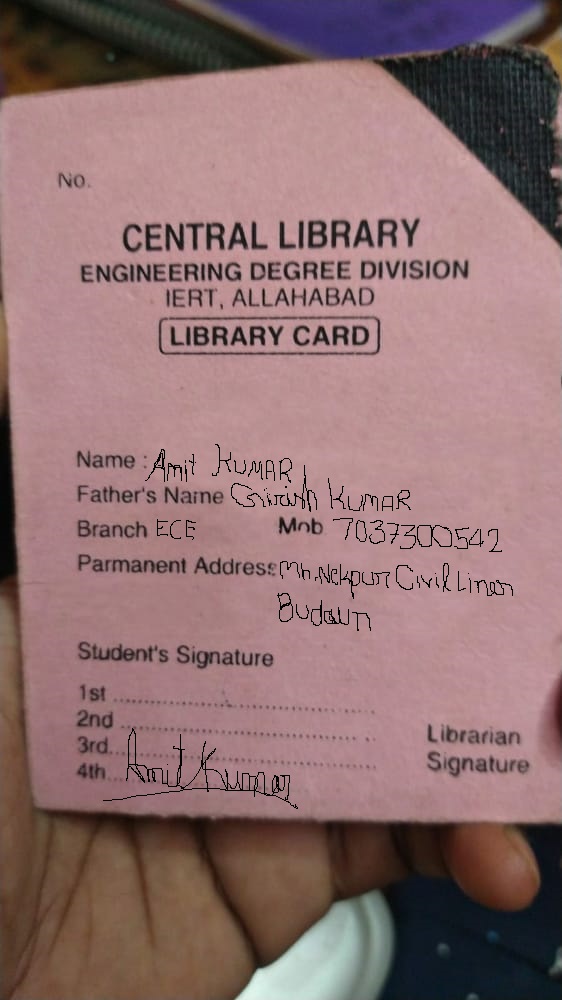 No.
CENTRAL LIBRARY
ENGINEERING DEGREE DIVISION
IERT, ALLAHABAD
LIBRARY CARD
Name : Amit KUMAR
Father's Name Girish KUMAR
Branch ECE Mob 7037300542
Parmanent Address Mh. Nekpur Civil Lines
Budaun
Student's Signature
1st
2nd
3rd
4th Amit Kumar
Librarian
Signature